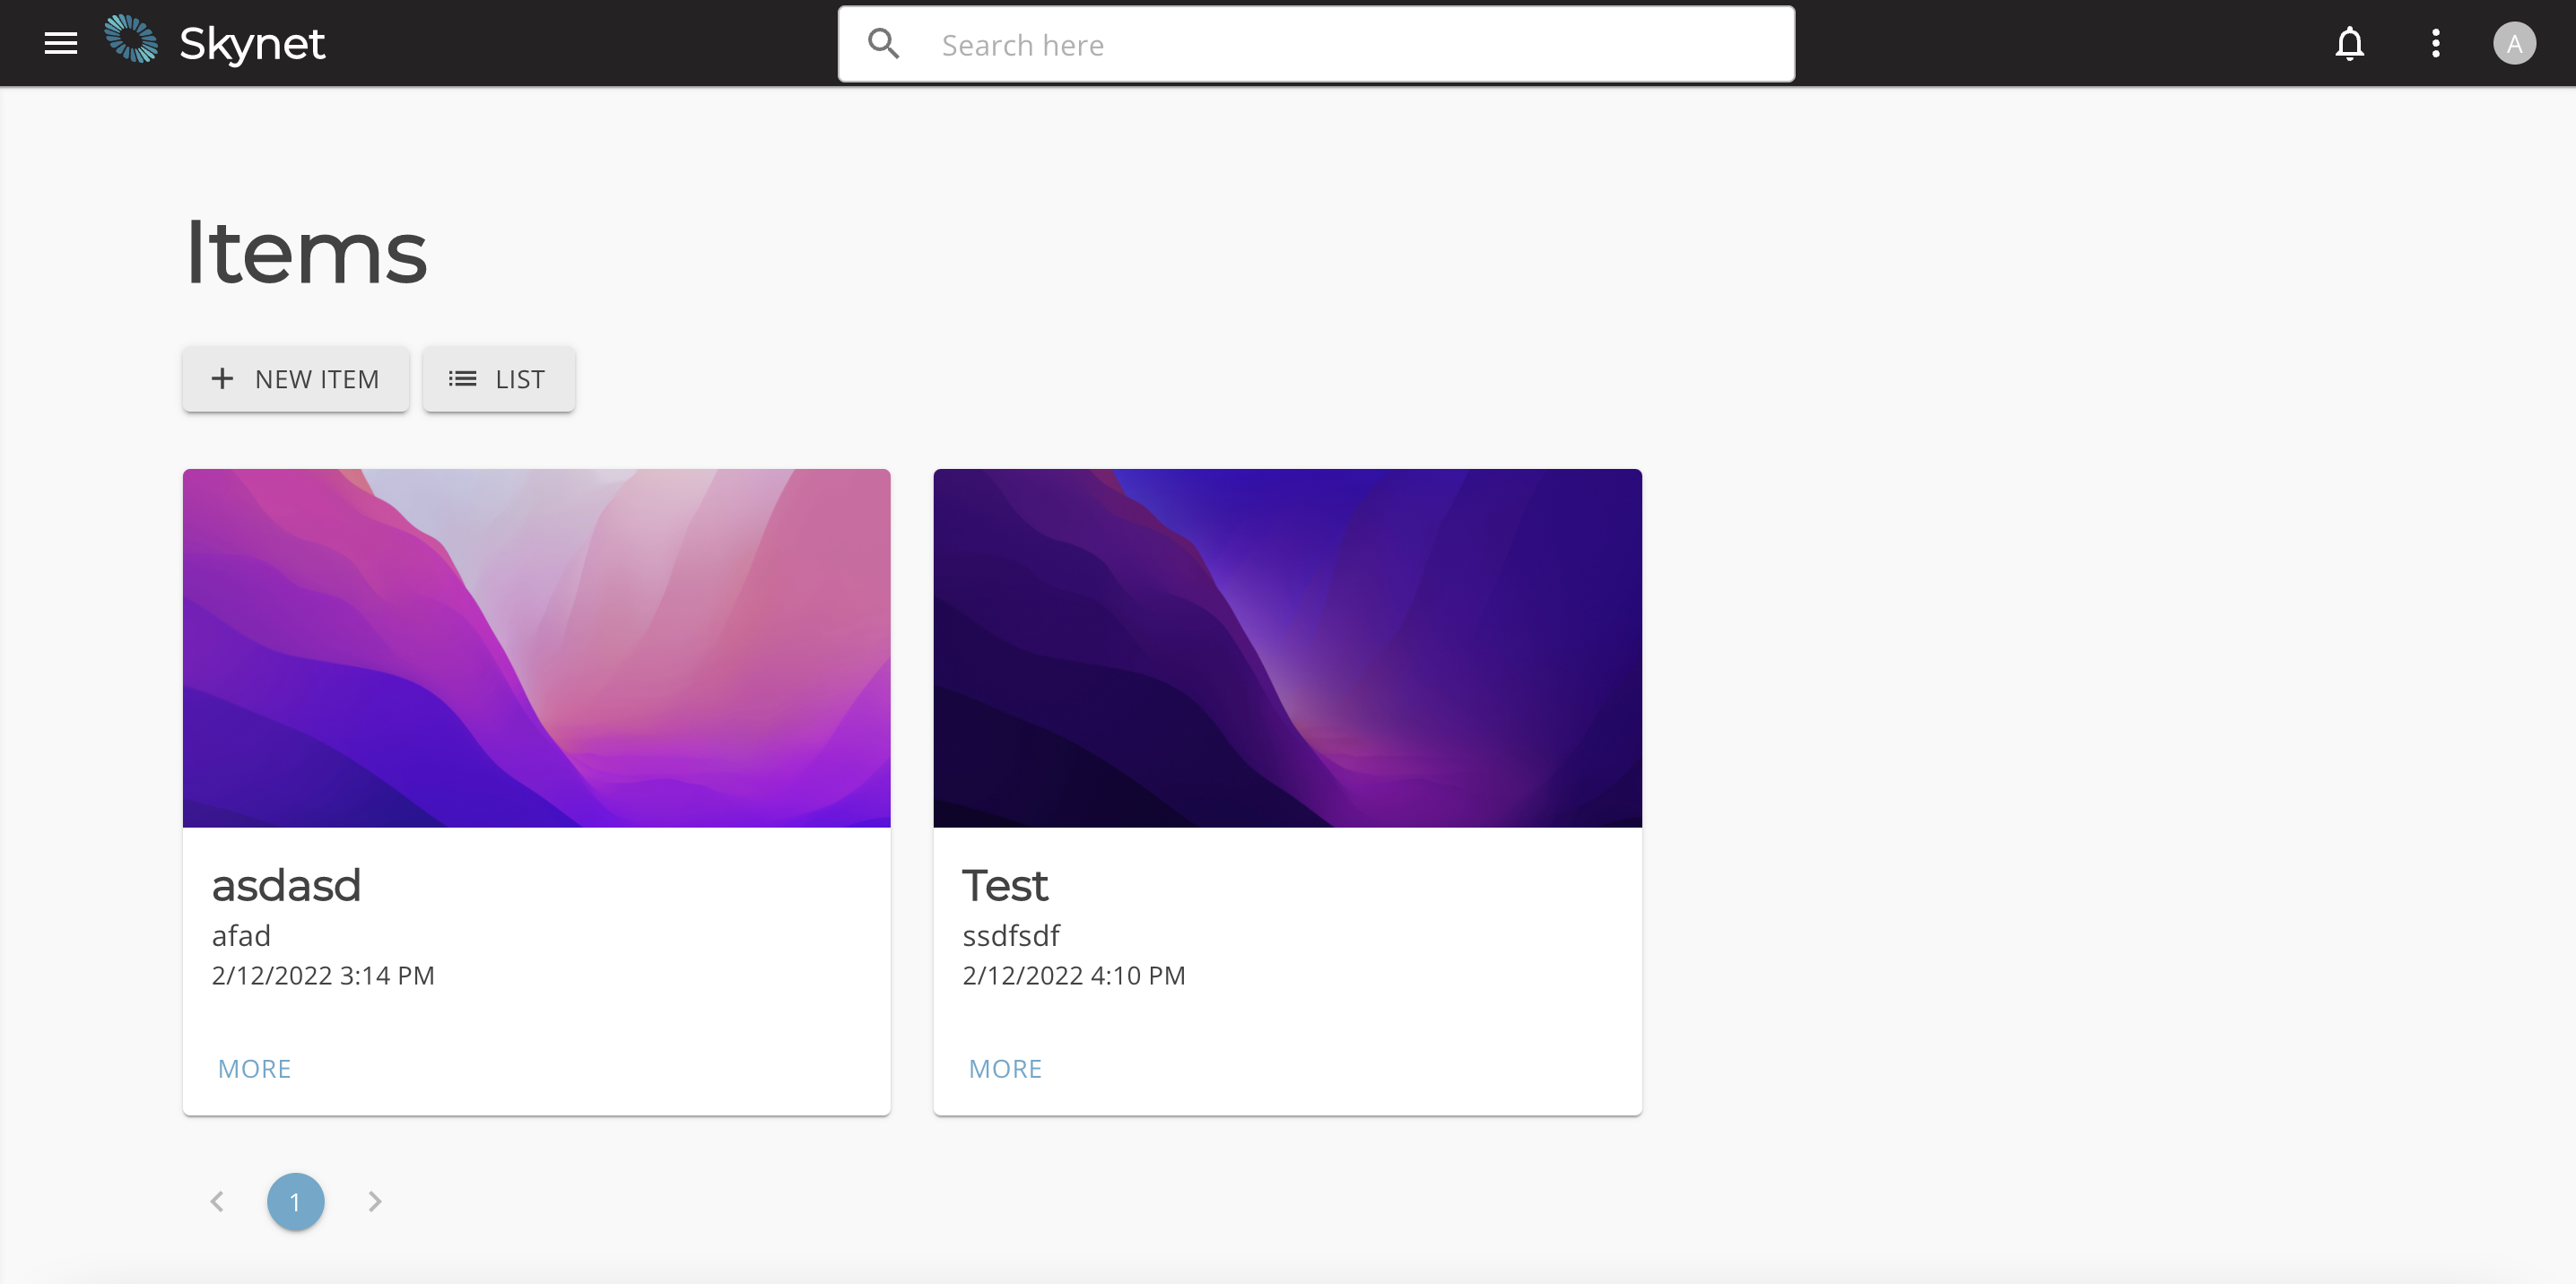 Skynet
Search here
A
Items
NEW ITEM
LIST
asdasd
afad
2/12/2022 3:14 PM
MORE
Test
ssdfsdf
2/12/2022 4:10 PM
MORE
1